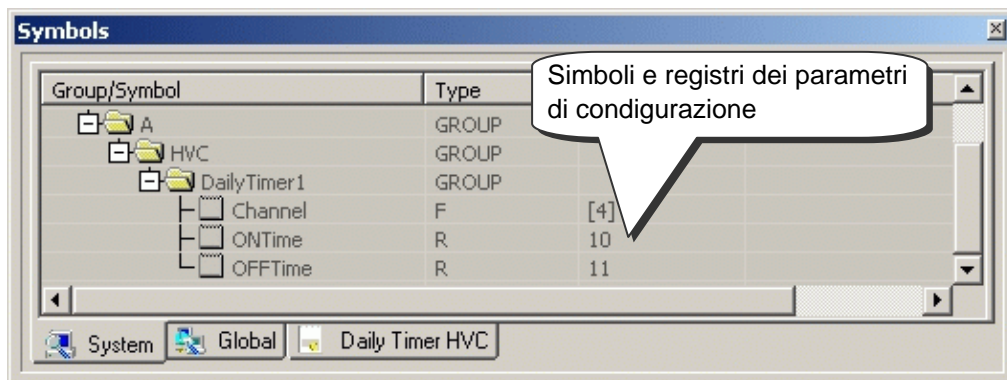 Symbols
Group/Symbol Type
Simboli e registri dei parametri
di condigurazione
A GROUP
HVC GROUP
DailyTimer1 GROUP
Channel F [4]
ONTime R 10
OFFTime R 11
System Global Daily Timer HVC